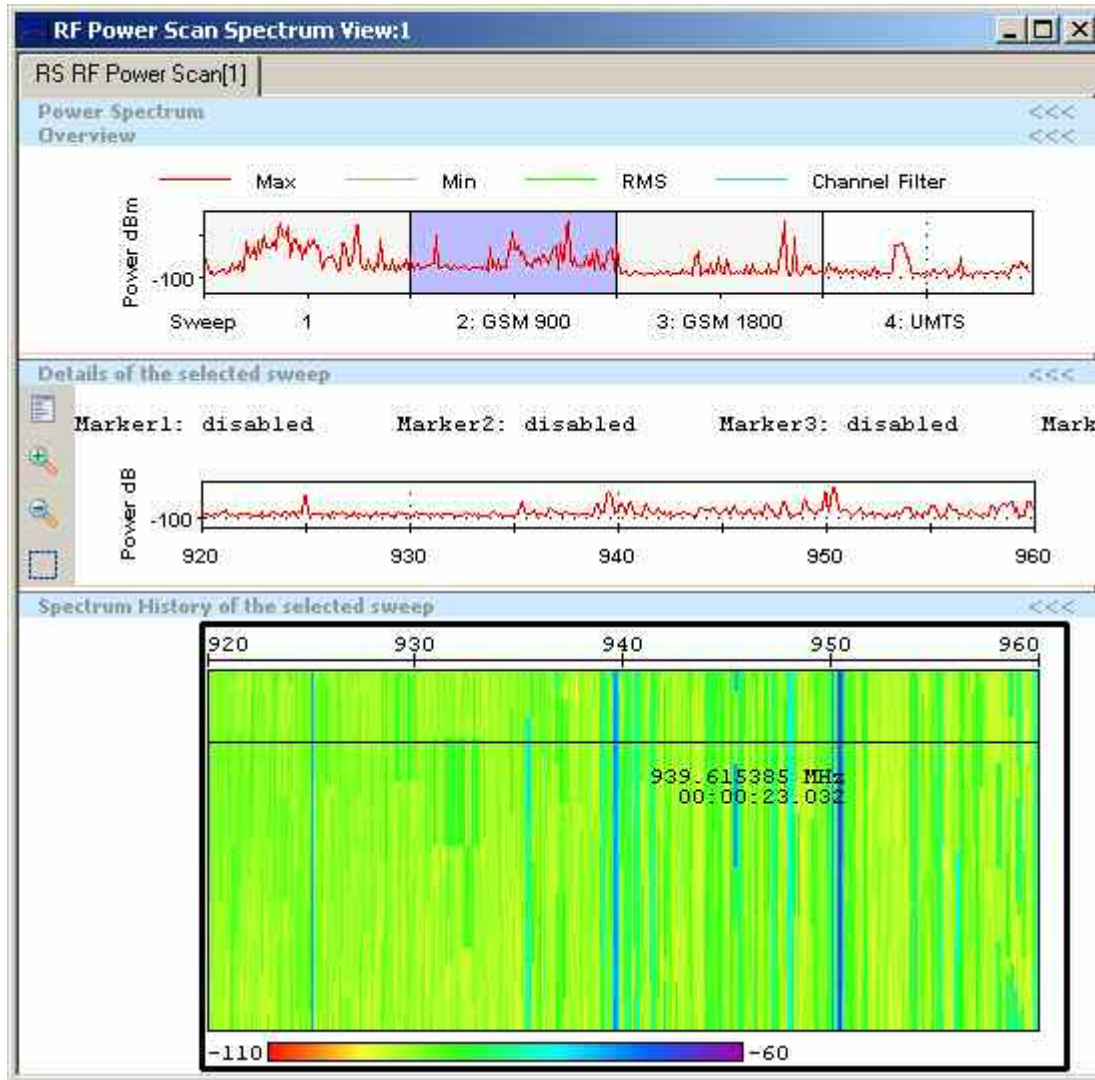 RF Power Scan Spectrum View:1
RS RF Power Scan[1]
Power Spectrum <<<
Overview <<<
Max Min RMS Channel Filter
Power dBm
-100
Sweep 1 2: GSM 900 3: GSM 1800 4: UMTS
Details of the selected sweep <<<
Marker1: disabled Marker2: disabled Marker3: disabled Mark
Power dB
-100
920 930 940 950 960
Spectrum History of the selected sweep <<<
920 930 940 950 960
939.615385 MHz
00:00:23.032
-110 -60